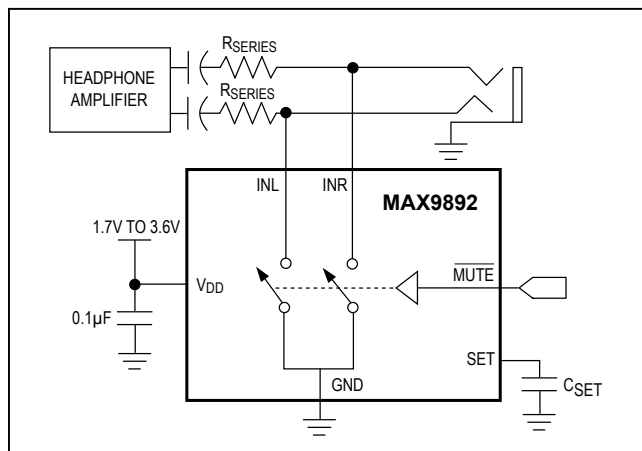 RSERIES
HEADPHONE
AMPLIFIER
RSERIES
INL
INR
MAX9892
1.7V TO 3.6V
VDD
MUTE
0.1µF
SET
GND
CSET